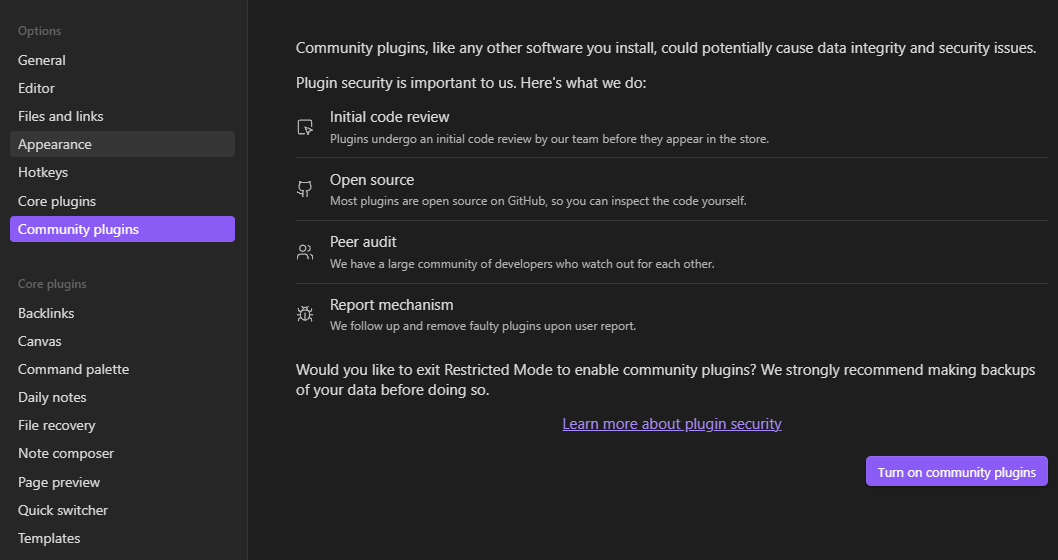 Options
General
Editor
Files and links
Appearance
Hotkeys
Core plugins
Community plugins
Core plugins
Backlinks
Canvas
Command palette
Daily notes
File recovery
Note composer
Page preview
Quick switcher
Templates
Community plugins, like any other software you install, could potentially cause data integrity and security issues.
Plugin security is important to us. Here's what we do:
Initial code review
Plugins undergo an initial code review by our team before they appear in the store.
Open source
Most plugins are open source on GitHub, so you can inspect the code yourself.
Peer audit
We have a large community of developers who watch out for each other.
Report mechanism
We follow up and remove faulty plugins upon user report.
Would you like to exit Restricted Mode to enable community plugins? We strongly recommend making backups
of your data before doing so.
Learn more about plugin security
Turn on community plugins